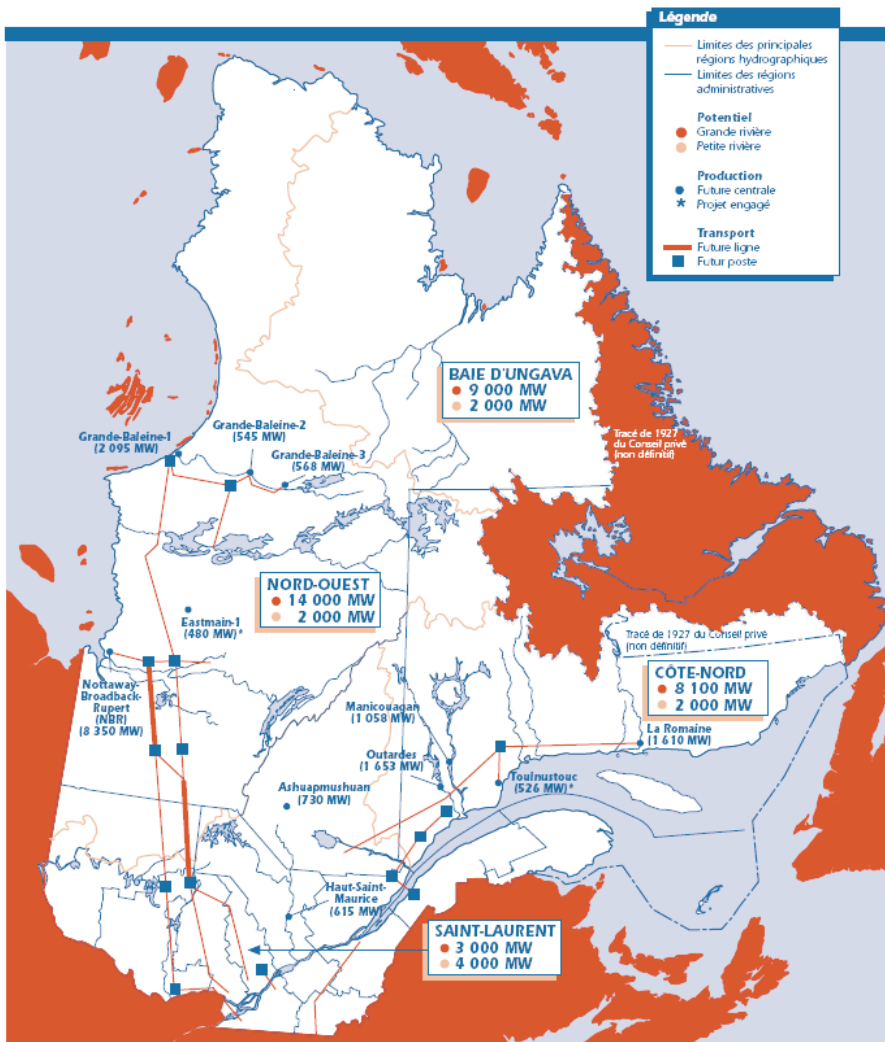 Légende
Limites des principales
régions hydrographiques
Limites des régions
administratives
Potentiel
Grande rivière
Petite rivière
Production
Future centrale
* Projet engagé
Transport
Future ligne
Futur poste
BAIE D'UNGAVA
9 000 MW
2 000 MW
Tracé de 1927
du Conseil privé
(non définitif)
Grande-Baleine-1
(2 095 MW)
Grande-Baleine-2
(545 MW)
Grande-Baleine-3
(568 MW)
NORD-OUEST
14 000 MW
2 000 MW
Eastmain-1
(480 MW)*
Tracé de 1927 du Conseil privé
(non définitif)
CÔTE-NORD
8 100 MW
2 000 MW
Nottaway-
Broadback-
Rupert
(NBR)
(8 350 MW)
Manicouagan
(1 058 MW)
La Romaine
(1 610 MW)
Outardes
(1 653 MW)
Toulnustouc
(526 MW)*
Ashuapmushuan
(730 MW)
Haut-Saint-
Maurice
(615 MW)
SAINT-LAURENT
3 000 MW
4 000 MW